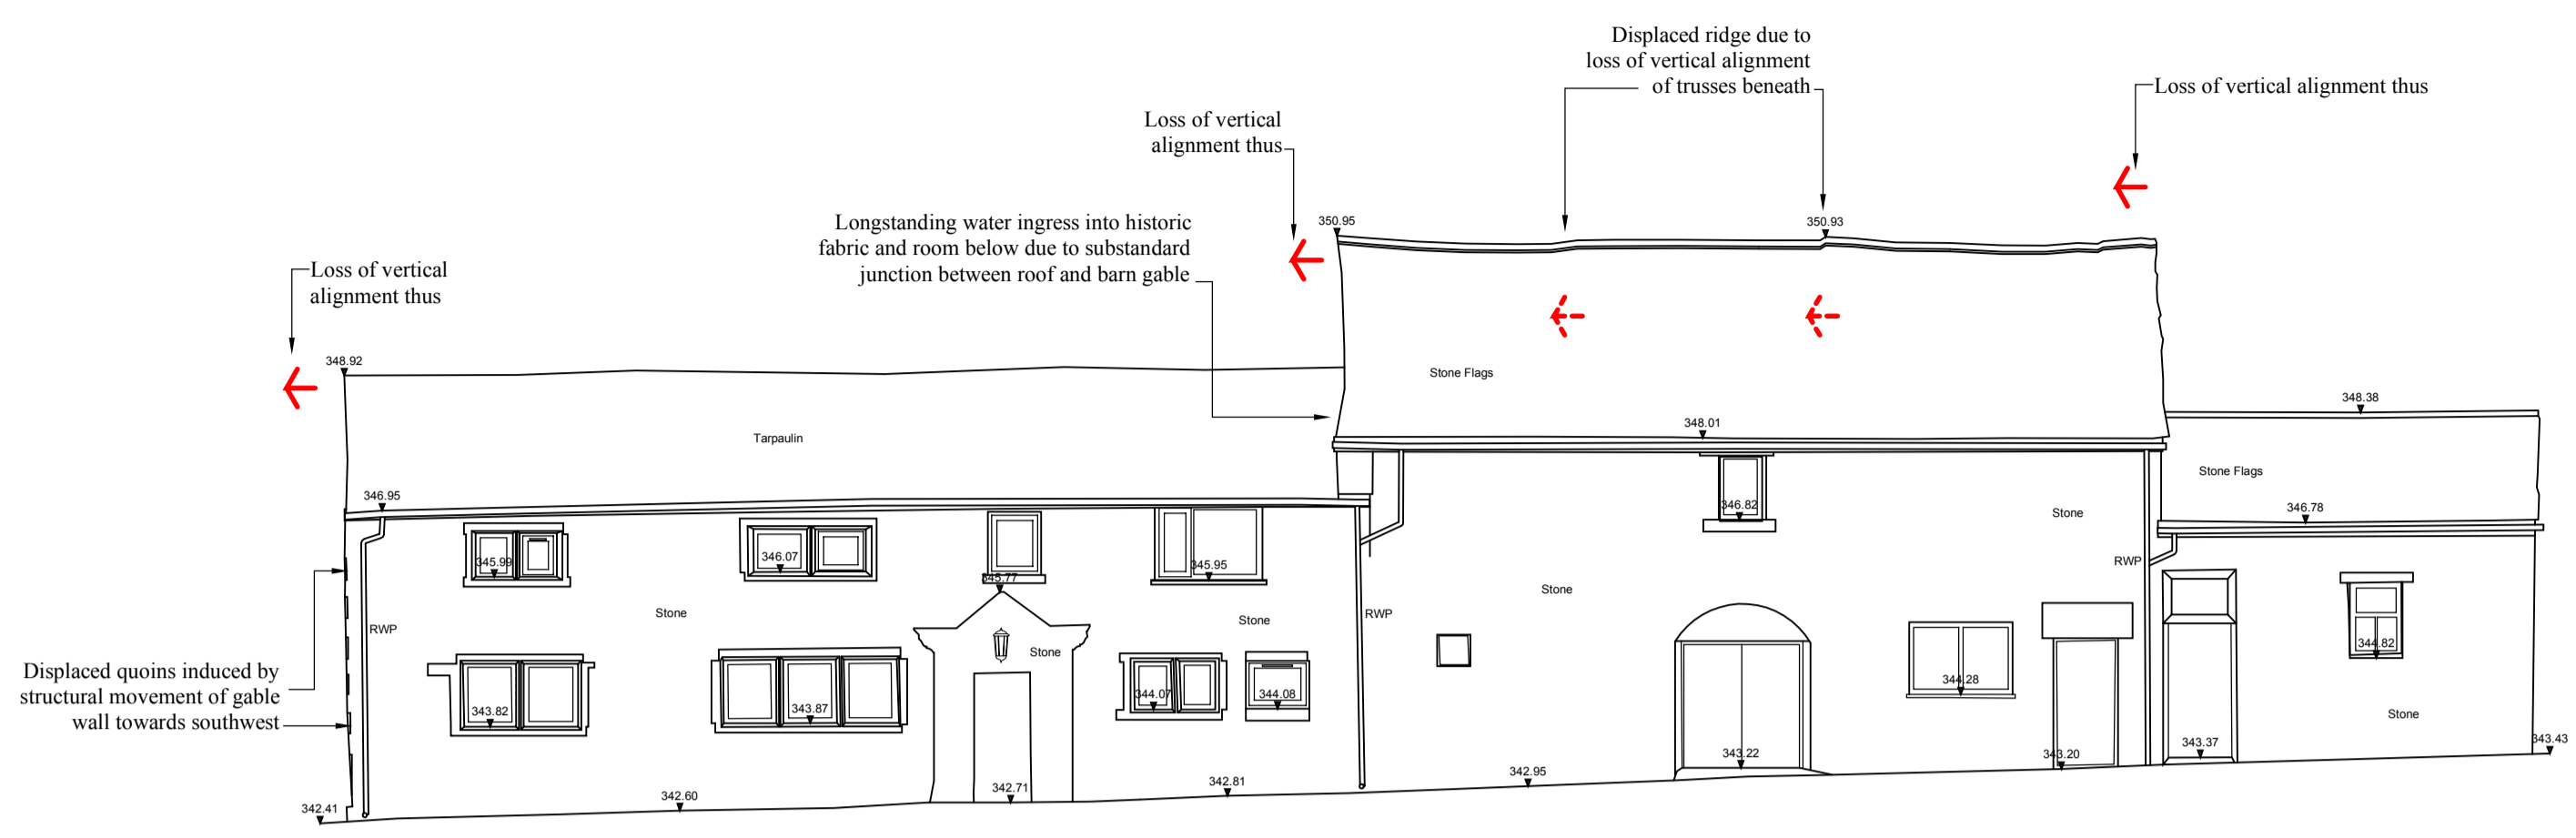 Displaced ridge due to
loss of vertical alignment
of trusses beneath
Loss of vertical alignment thus
Loss of vertical
alignment thus
Longstanding water ingress into historic
fabric and room below due to substandard
junction between roof and barn gable
Loss of vertical
alignment thus
350.95
350.93
348.92
Stone Flags
348.38
348.01
Tarpaulin
Stone Flags
346.95
346.82
Stone
346.78
345.99
346.07
345.77
345.95
RWP
Stone
Stone
Stone
RWP
Stone
RWP
Stone
344.82
Displaced quoins induced by
structural movement of gable
wall towards southwest
343.82
343.87
344.07
344.08
344.28
Stone
343.22
343.20
343.37
343.43
342.41
342.60
342.71
342.81
342.95